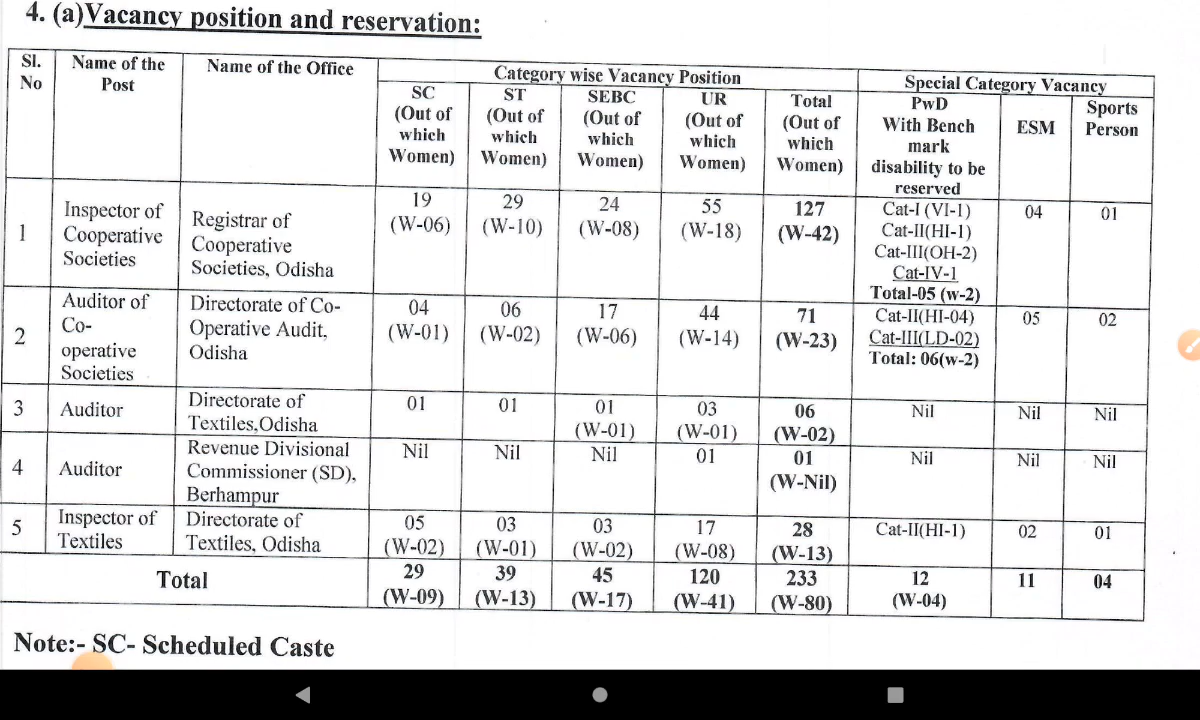 4. (a)Vacancy position and reservation:
Sl. No | Name of the Post | Name of the Office | Category wise Vacancy Position | Special Category Vacancy
SC (Out of which Women) | ST (Out of which Women) | SEBC (Out of which Women) | UR (Out of which Women) | Total (Out of which Women) | PwD With Bench mark disability to be reserved | ESM | Sports Person
1 | Inspector of Cooperative Societies | Registrar of Cooperative Societies, Odisha | 19 (W-06) | 29 (W-10) | 24 (W-08) | 55 (W-18) | 127 (W-42) | Cat-I (VI-1) Cat-II(HI-1) Cat-III(OH-2) Cat-IV-1 Total-05 (w-2) | 04 | 01
2 | Auditor of Co-operative Societies | Directorate of Co-Operative Audit, Odisha | 04 (W-01) | 06 (W-02) | 17 (W-06) | 44 (W-14) | 71 (W-23) | Cat-II(HI-04) Cat-III(LD-02) Total: 06(w-2) | 05 | 02
3 | Auditor | Directorate of Textiles,Odisha | 01 | 01 | 01 (W-01) | 03 (W-01) | 06 (W-02) | Nil | Nil | Nil
4 | Auditor | Revenue Divisional Commissioner (SD), Berhampur | Nil | Nil | Nil | 01 | 01 (W-Nil) | Nil | Nil | Nil
5 | Inspector of Textiles | Directorate of Textiles, Odisha | 05 (W-02) | 03 (W-01) | 03 (W-02) | 17 (W-08) | 28 (W-13) | Cat-II(HI-1) | 02 | 01
Total | 29 (W-09) | 39 (W-13) | 45 (W-17) | 120 (W-41) | 233 (W-80) | 12 (W-04) | 11 | 04
Note:- SC- Scheduled Caste